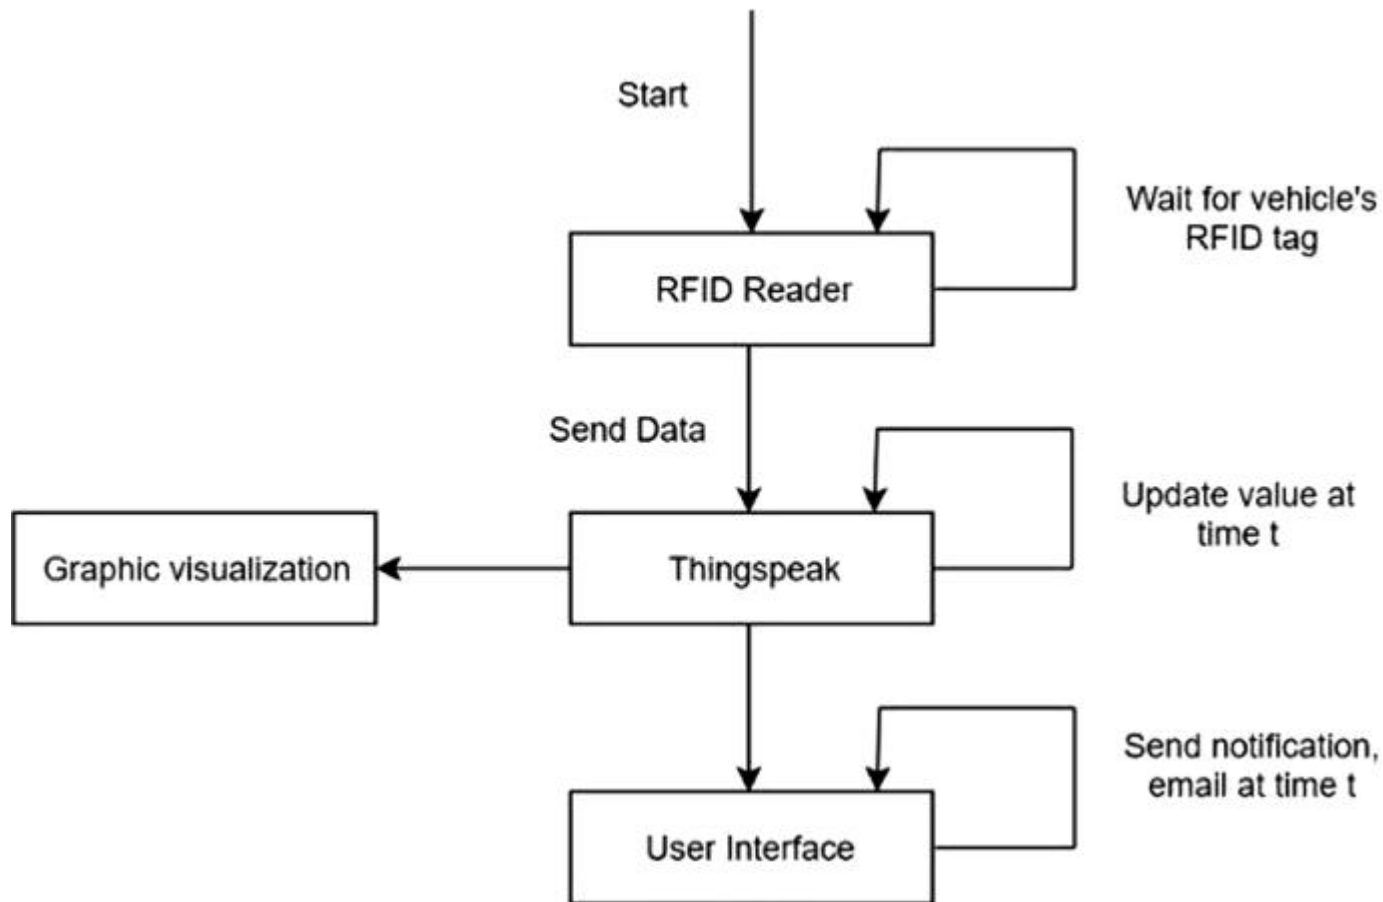 Start
Wait for vehicle's
RFID tag
RFID Reader
Send Data
Update value at
time t
Graphic visualization
Thingspeak
Send notification,
email at time t
User Interface